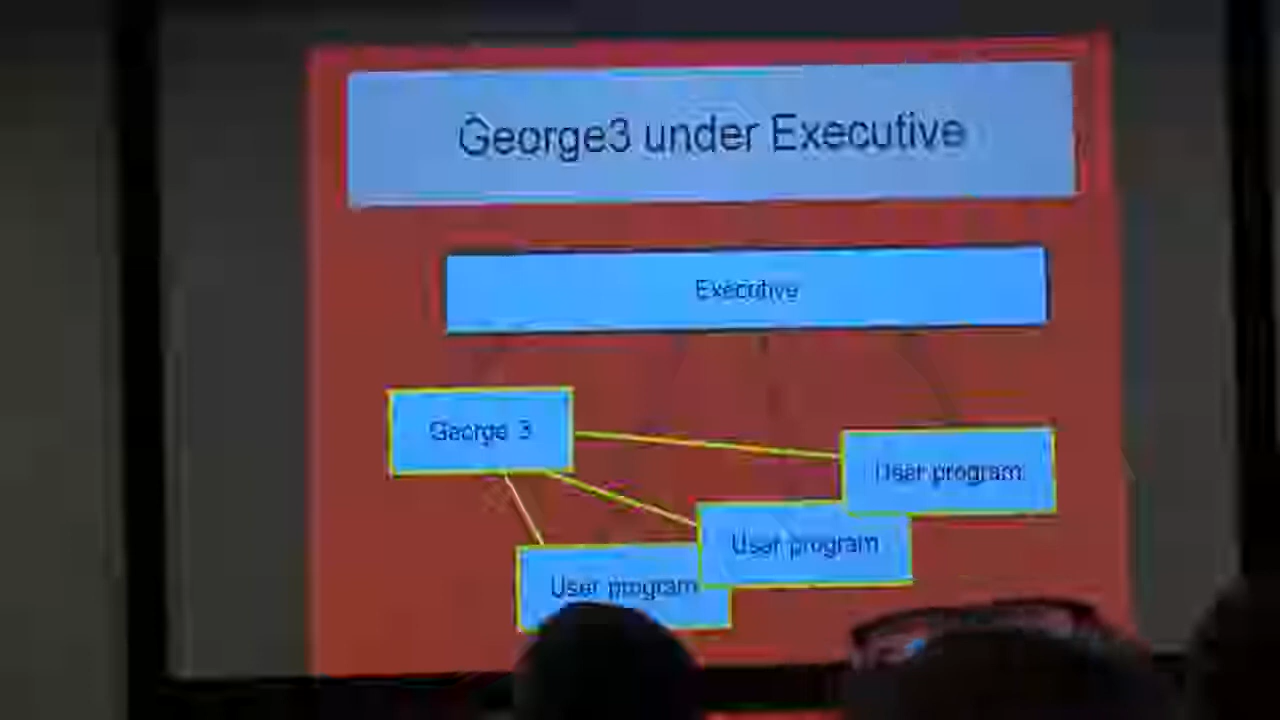 George3 under Executive
Executive
George 3
User program
User program
User program